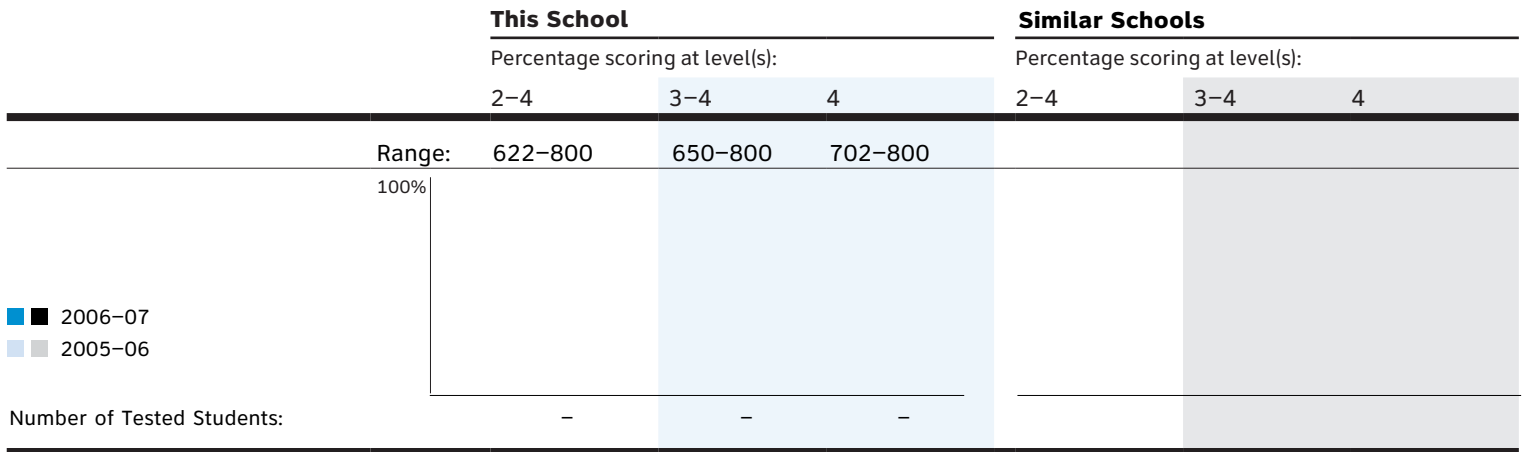 This School Similar Schools
Percentage scoring at level(s): Percentage scoring at level(s):
2–4 3–4 4 2–4 3–4 4
Range: 622–800 650–800 702–800
100%
2006–07
2005–06
Number of Tested Students: – – –